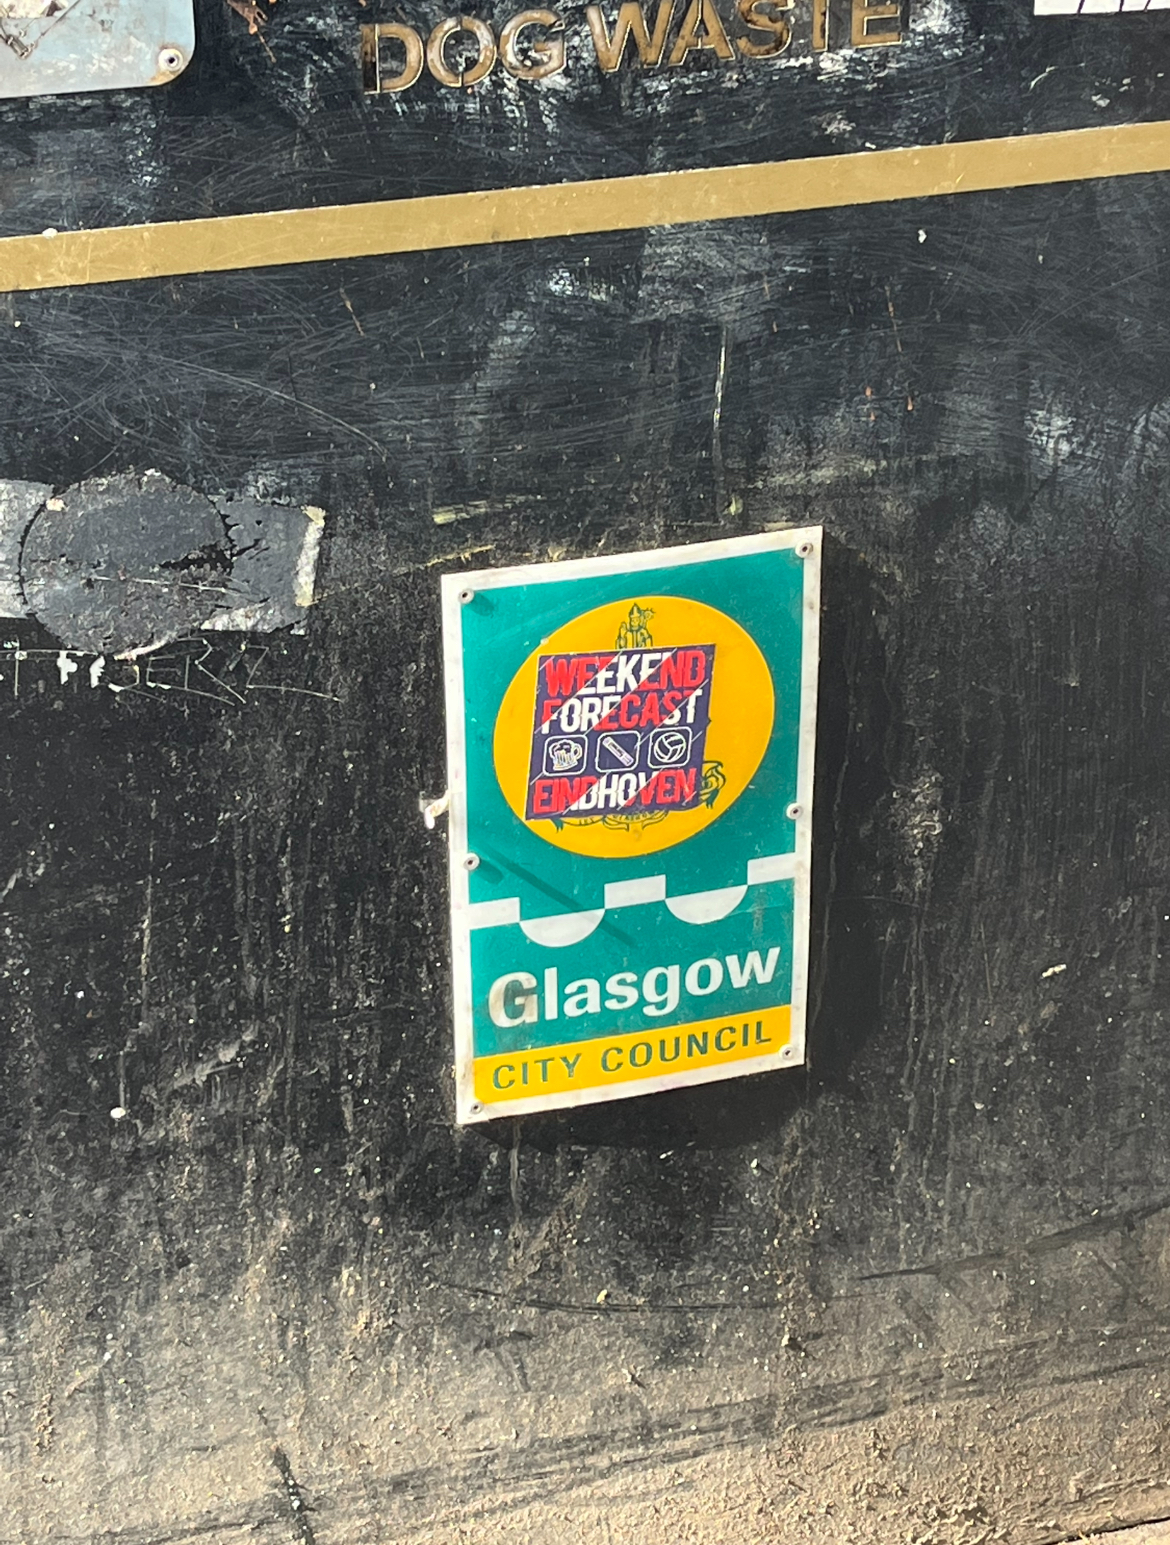 DOG WASTE
WEEKEND
FORECAST
EINDHOVEN
Glasgow
CITY COUNCIL